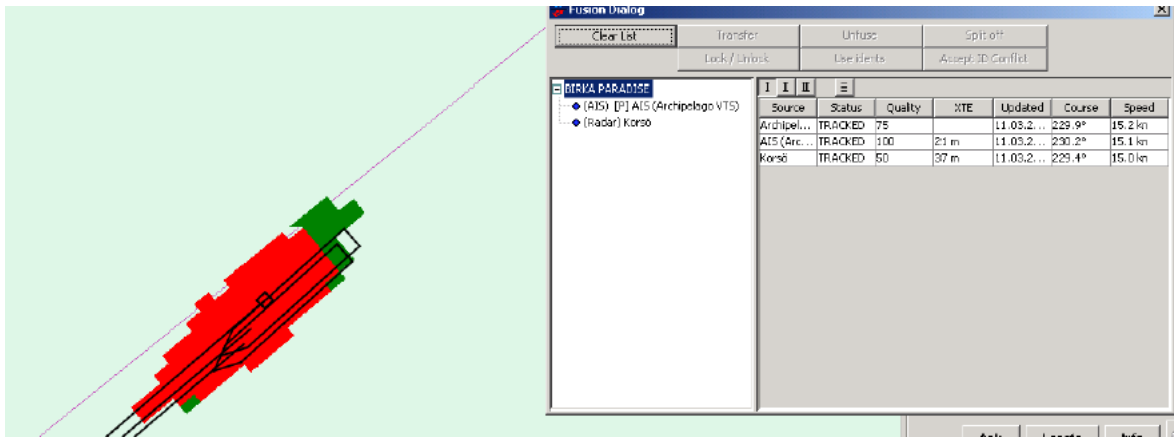 Fusion Dialog
Clear List Transfer Unfuse Split off
Lock / Unlock Use idents Accept ID Conflict
BIRKA PARADISE
(AIS) [P] AIS (Archipelago VTS)
(Radar) Korsö
I II III
Source Status Quality XTE Updated Course Speed
Archipel... TRACKED 75 11.03.2... 229.9° 15.2 kn
AIS (Arc... TRACKED 100 21 m 11.03.2... 230.2° 15.1 kn
Korsö TRACKED 50 37 m 11.03.2... 229.4° 15.0 kn
Info